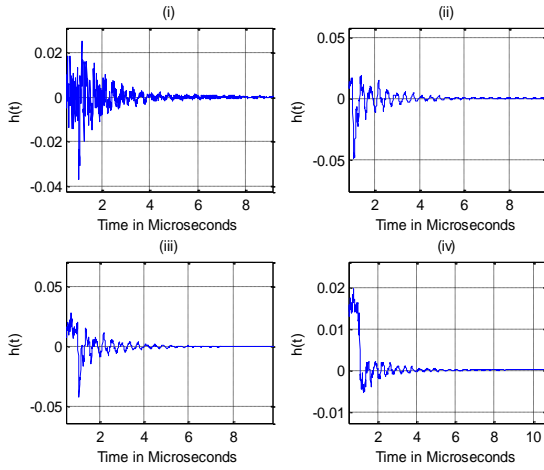 (i)
0.02
0
-0.02
-0.04
h(t)
2 4 6 8
Time in Microseconds
(ii)
0.05
0
-0.05
h(t)
2 4 6 8
Time in Microseconds
(iii)
0.05
0
-0.05
h(t)
2 4 6 8
Time in Microseconds
(iv)
0.02
0.01
0
-0.01
h(t)
2 4 6 8 10
Time in Microseconds